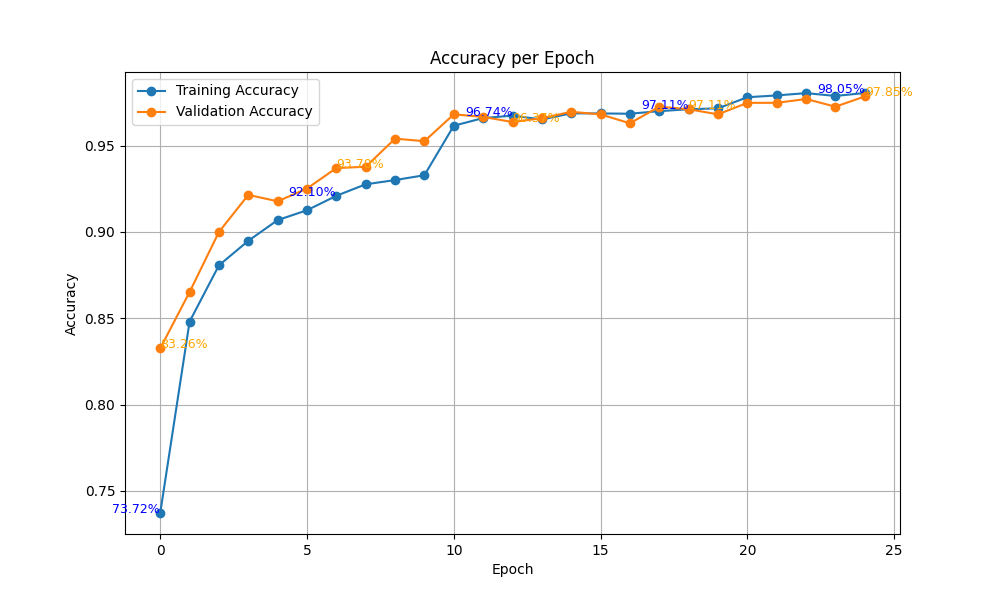 Accuracy per Epoch
Training Accuracy
Validation Accuracy
98.05%
97.85%
97.11%
97.11%
96.74%
0.95
93.70%
92.10%
0.90
Accuracy
0.85
83.26%
0.80
0.75
73.72%
0 5 10 15 20 25
Epoch